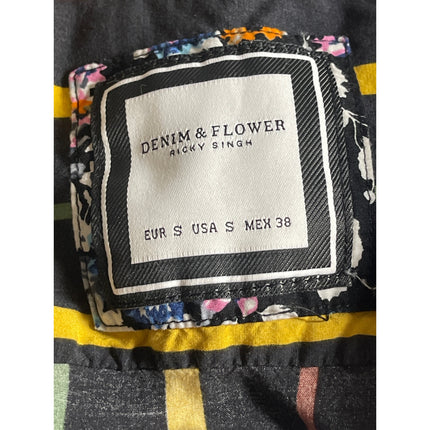 DENIM & FLOWER
RICKY SINGH
EUR S USA S MEX 38